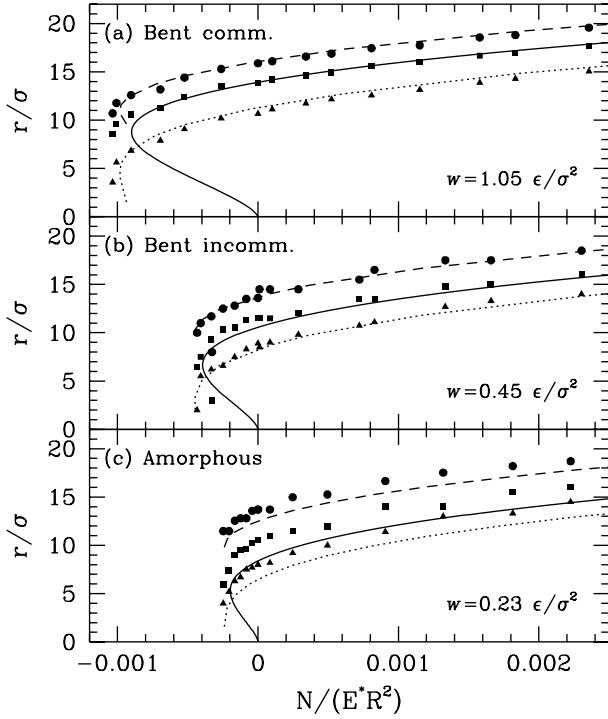 20
(a) Bent comm.
15
r/σ
10
5
w=1.05 ϵ/σ²
0
20
(b) Bent incomm.
15
r/σ
10
5
w=0.45 ϵ/σ²
0
20
(c) Amorphous
15
r/σ
10
5
w=0.23 ϵ/σ²
0
−0.001 0 0.001 0.002
N/(E*R²)